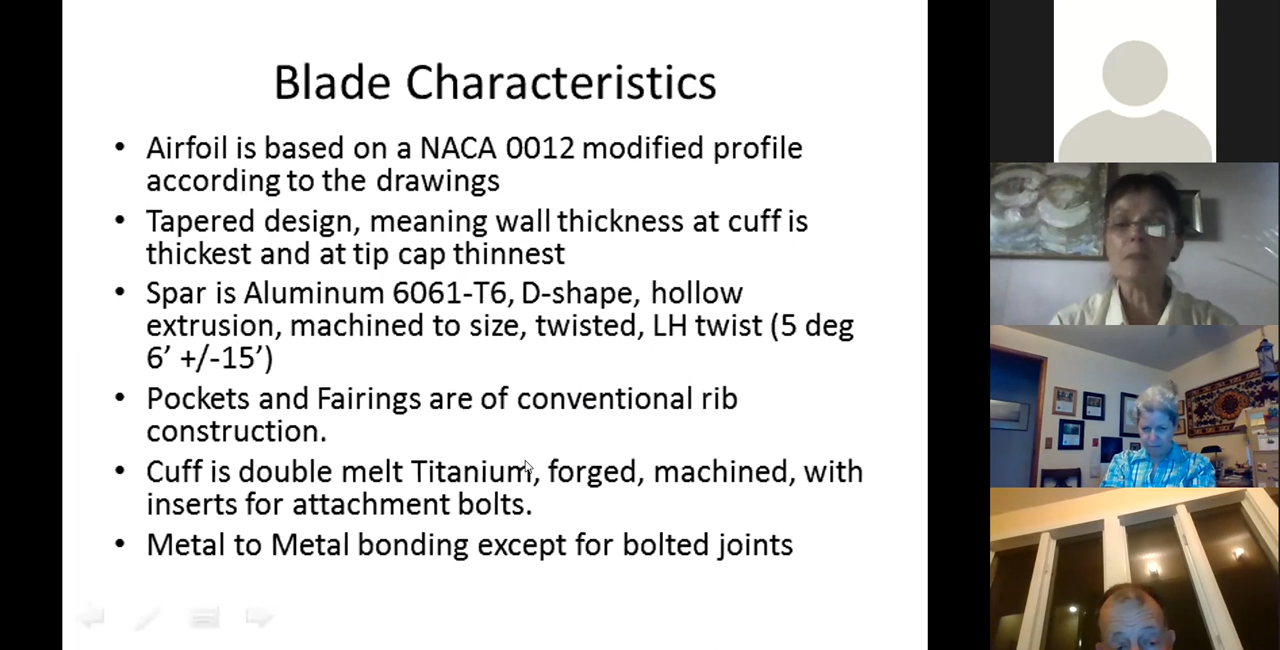 Blade Characteristics
• Airfoil is based on a NACA 0012 modified profile
according to the drawings
• Tapered design, meaning wall thickness at cuff is
thickest and at tip cap thinnest
• Spar is Aluminum 6061-T6, D-shape, hollow
extrusion, machined to size, twisted, LH twist (5 deg
6’ +/-15’)
• Pockets and Fairings are of conventional rib
construction.
• Cuff is double melt Titanium, forged, machined, with
inserts for attachment bolts.
• Metal to Metal bonding except for bolted joints